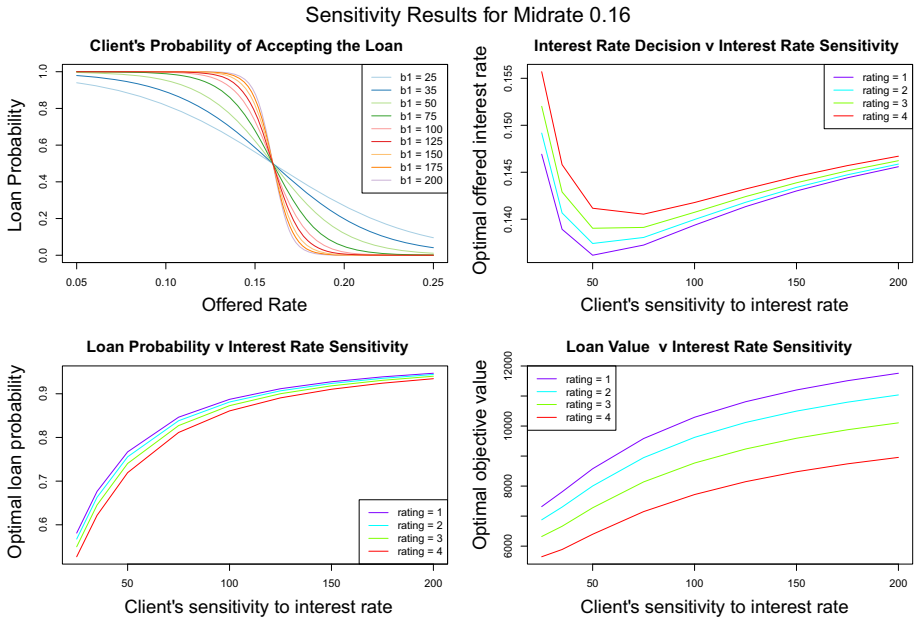 Sensitivity Results for Midrate 0.16
Client's Probability of Accepting the Loan
Loan Probability
1.0
0.8
0.6
0.4
0.2
0.0
b1 = 25
b1 = 35
b1 = 50
b1 = 75
b1 = 100
b1 = 125
b1 = 150
b1 = 175
b1 = 200
0.05 0.10 0.15 0.20 0.25
Offered Rate
Interest Rate Decision v Interest Rate Sensitivity
Optimal offered interest rate
0.155
0.150
0.145
0.140
rating = 1
rating = 2
rating = 3
rating = 4
50 100 150 200
Client's sensitivity to interest rate
Loan Probability v Interest Rate Sensitivity
Optimal loan probability
0.9
0.8
0.7
0.6
rating = 1
rating = 2
rating = 3
rating = 4
50 100 150 200
Client's sensitivity to interest rate
Loan Value v Interest Rate Sensitivity
Optimal objective value
12000
10000
8000
6000
rating = 1
rating = 2
rating = 3
rating = 4
50 100 150 200
Client's sensitivity to interest rate